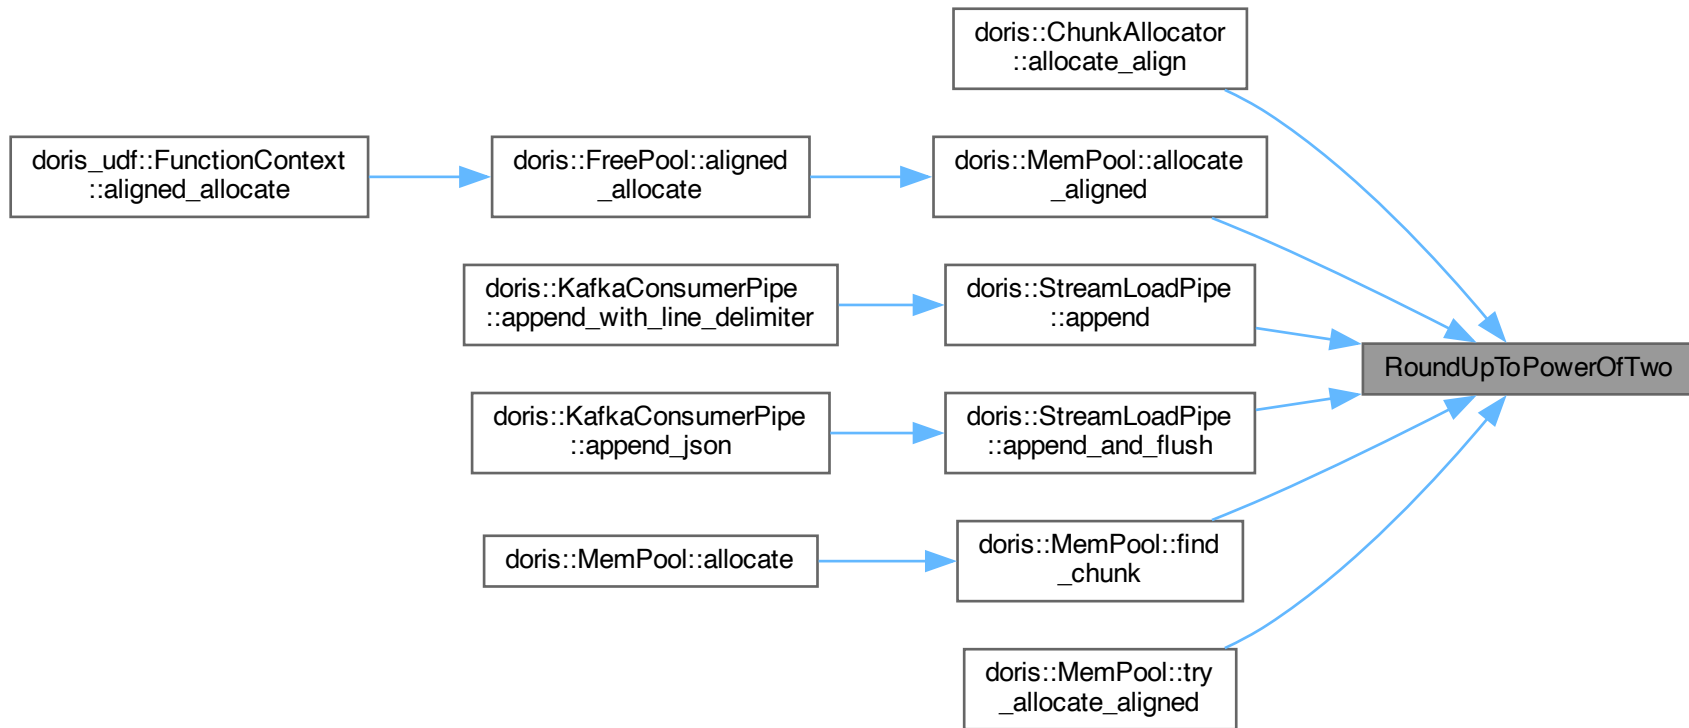 doris::ChunkAllocator
::allocate_align
doris_udf::FunctionContext
::aligned_allocate
doris::FreePool::aligned
_allocate
doris::MemPool::allocate
_aligned
doris::KafkaConsumerPipe
::append_with_line_delimiter
doris::StreamLoadPipe
::append
RoundUpToPowerOfTwo
doris::KafkaConsumerPipe
::append_json
doris::StreamLoadPipe
::append_and_flush
doris::MemPool::allocate
doris::MemPool::find
_chunk
doris::MemPool::try
_allocate_aligned